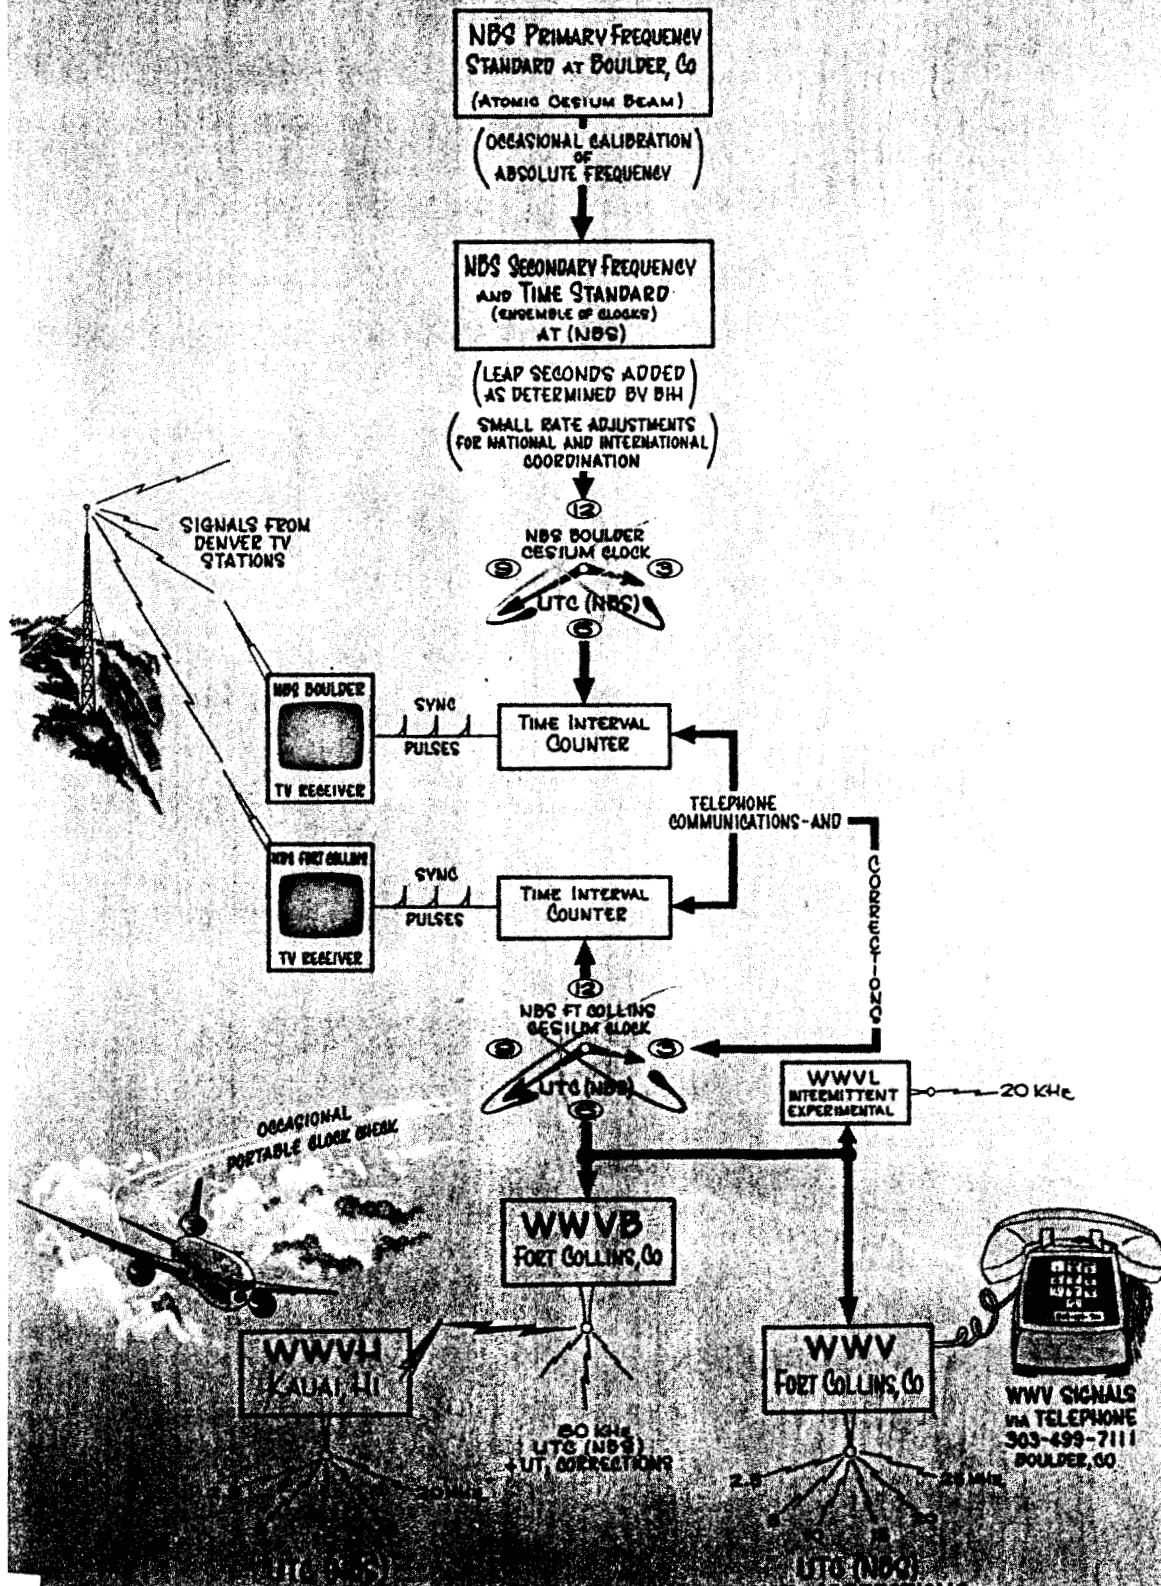 NBS PRIMARY FREQUENCY
STANDARD AT BOULDER, CO
(ATOMIC CESIUM BEAM)
(OCCASIONAL CALIBRATION
OF
ABSOLUTE FREQUENCY)
NBS SECONDARY FREQUENCY
AND TIME STANDARD
(ENSEMBLE OF CLOCKS)
AT (NBS)
(LEAP SECONDS ADDED
AS DETERMINED BY BIH)
(SMALL RATE ADJUSTMENTS
FOR NATIONAL AND INTERNATIONAL
COORDINATION)
12
NBS BOULDER
CESIUM CLOCK
9 3
UTC (NBS)
6
SIGNALS FROM
DENVER TV
STATIONS
NBS BOULDER
TV RECEIVER
SYNC
PULSES
TIME INTERVAL
COUNTER
TELEPHONE
COMMUNICATIONS-AND
CORRECTIONS
NBS FORT COLLINS
TV RECEIVER
SYNC
PULSES
TIME INTERVAL
COUNTER
12
NBS FT COLLINS
CESIUM CLOCK
9 3
UTC (NBS)
6
WWVL
INTERMITTENT
EXPERIMENTAL
20 KHz
OCCASIONAL
PORTABLE CLOCK CHECK
WWVB
FORT COLLINS, CO
WWVH
KAUAI, HI
60 KHz
UTC (NBS)
+UT, CORRECTIONS
WWV
FORT COLLINS, CO
WWV SIGNALS
VIA TELEPHONE
303-499-7111
BOULDER, CO
2.5
5
10
15
20
25 MHz
UTC (NBS)
UTC (NBS)